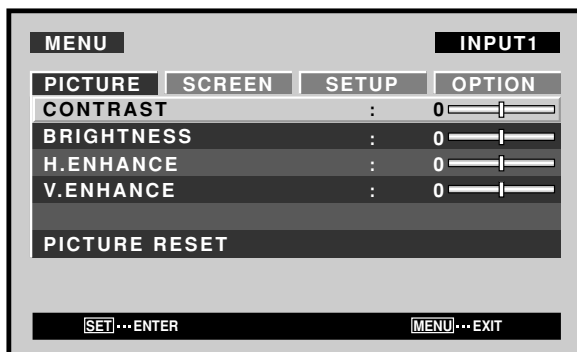 MENU INPUT1
PICTURE SCREEN SETUP OPTION
CONTRAST : 0
BRIGHTNESS : 0
H.ENHANCE : 0
V.ENHANCE : 0
PICTURE RESET
SET ··· ENTER MENU ··· EXIT